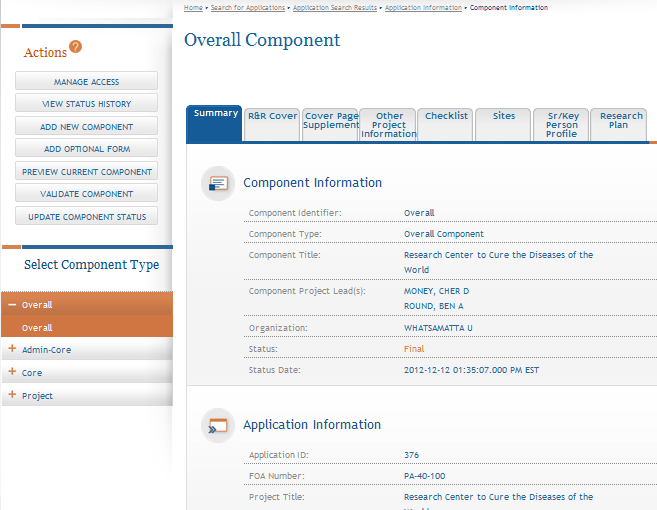 Home ▸ Search for Applications ▸ Application Search Results ▸ Application Information ▸ Component Information
Overall Component
Actions ?
MANAGE ACCESS
VIEW STATUS HISTORY
ADD NEW COMPONENT
ADD OPTIONAL FORM
PREVIEW CURRENT COMPONENT
VALIDATE COMPONENT
UPDATE COMPONENT STATUS
Select Component Type
Overall
Overall
Admin-Core
Core
Project
Summary
R&R Cover
Cover Page
Supplement
Other
Project
Information
Checklist
Sites
Sr/Key
Person
Profile
Research
Plan
Component Information
Component Identifier: Overall
Component Type: Overall Component
Component Title: Research Center to Cure the Diseases of the
World
Component Project Lead(s): MONEY, CHER D
ROUND, BEN A
Organization: WHATSAMATTA U
Status: Final
Status Date: 2012-12-12 01:35:07.000 PM EST
Application Information
Application ID: 376
FOA Number: PA-40-100
Project Title: Research Center to Cure the Diseases of the